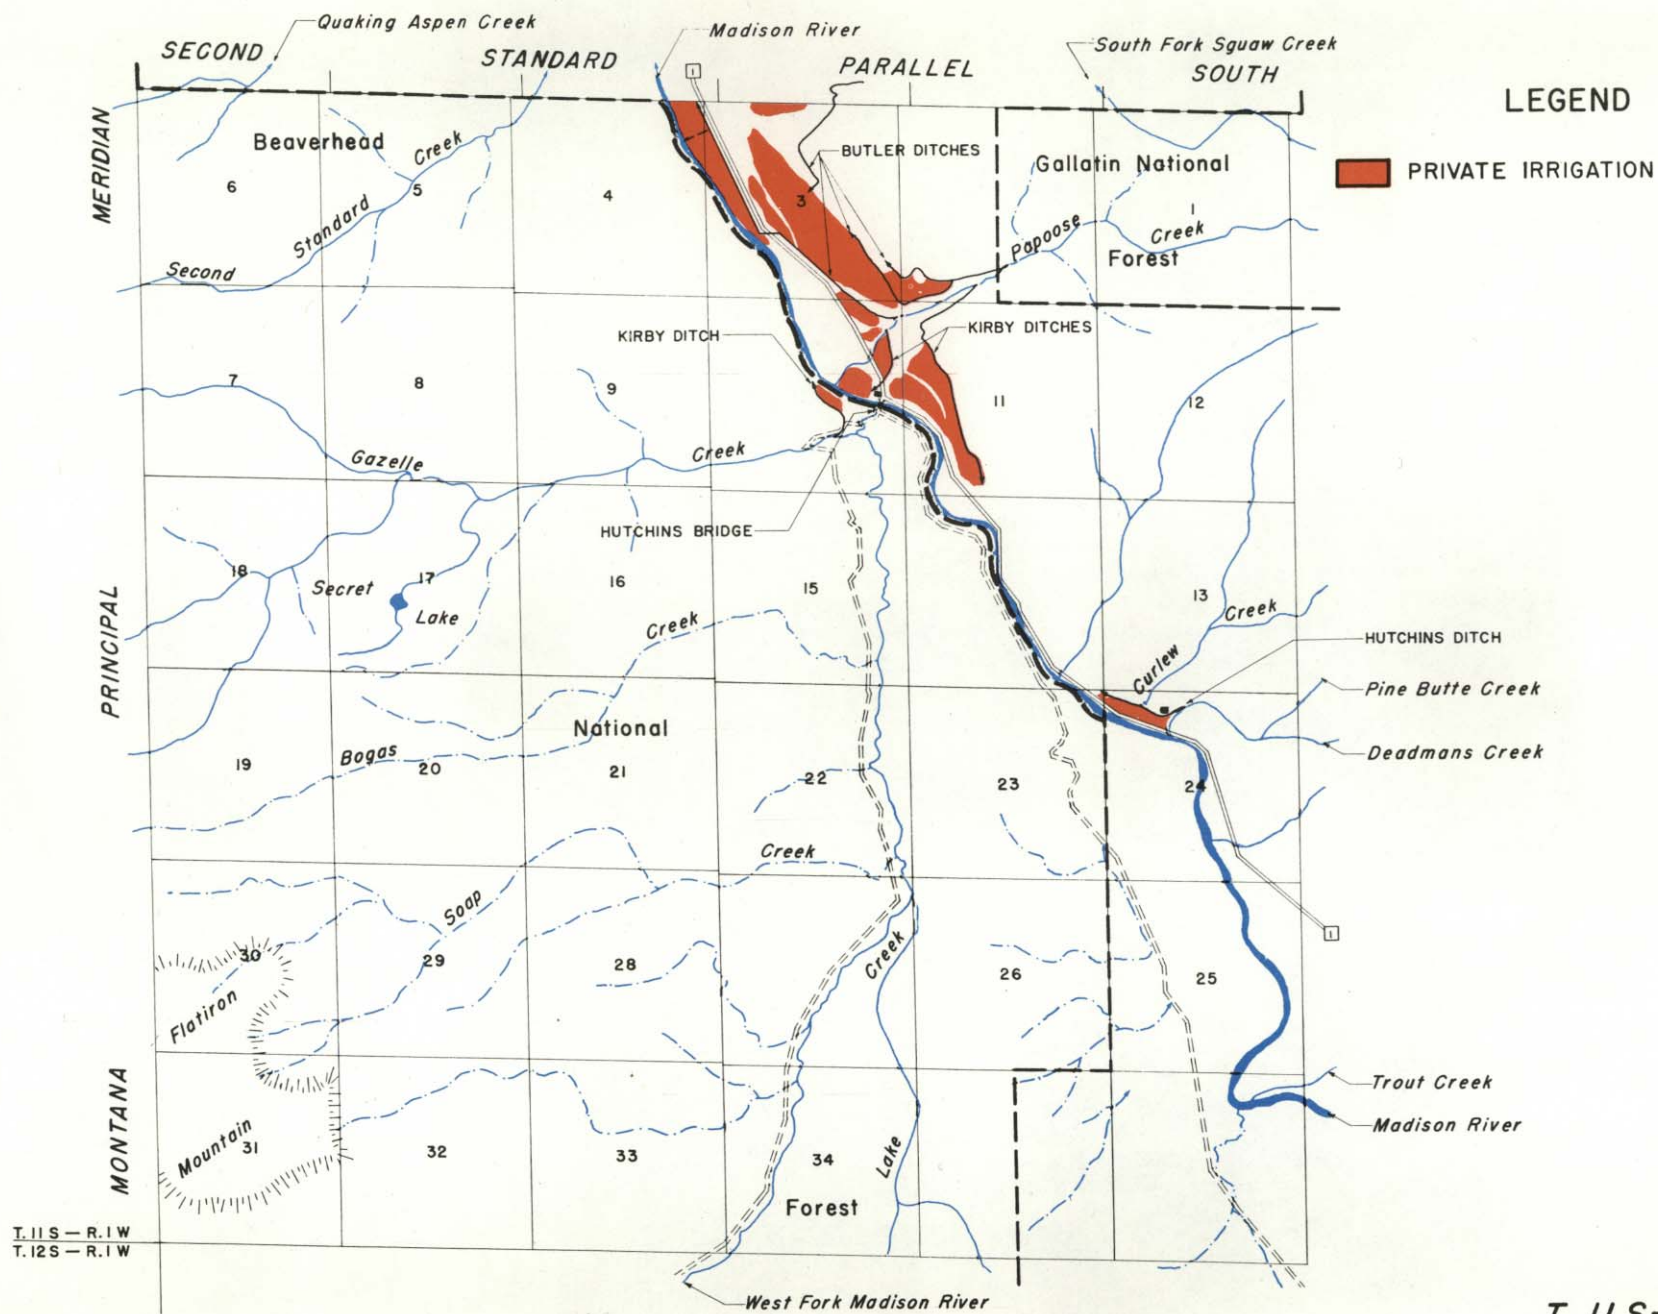 Quaking Aspen Creek
Madison River
South Fork Sguaw Creek
SECOND STANDARD PARALLEL SOUTH
1
LEGEND
PRIVATE IRRIGATION
MERIDIAN
Beaverhead
Creek
BUTLER DITCHES
Gallatin National
6
5
4
3
1
Standard
Papoose
Creek
Forest
Second
KIRBY DITCH
KIRBY DITCHES
7
8
9
11
12
Gazelle
Creek
HUTCHINS BRIDGE
PRINCIPAL
18
Secret
17
16
15
13
Lake
Creek
Creek
HUTCHINS DITCH
Curlew
Pine Butte Creek
National
Bogas
Deadmans Creek
19
20
21
22
23
24
Creek
Soap
1
30
29
28
Creek
26
25
Flatiron
MONTANA
Trout Creek
Madison River
Mountain
31
32
33
34
Lake
Forest
T. 11 S — R. 1 W
T. 12 S — R. 1 W
West Fork Madison River
T. 11 S